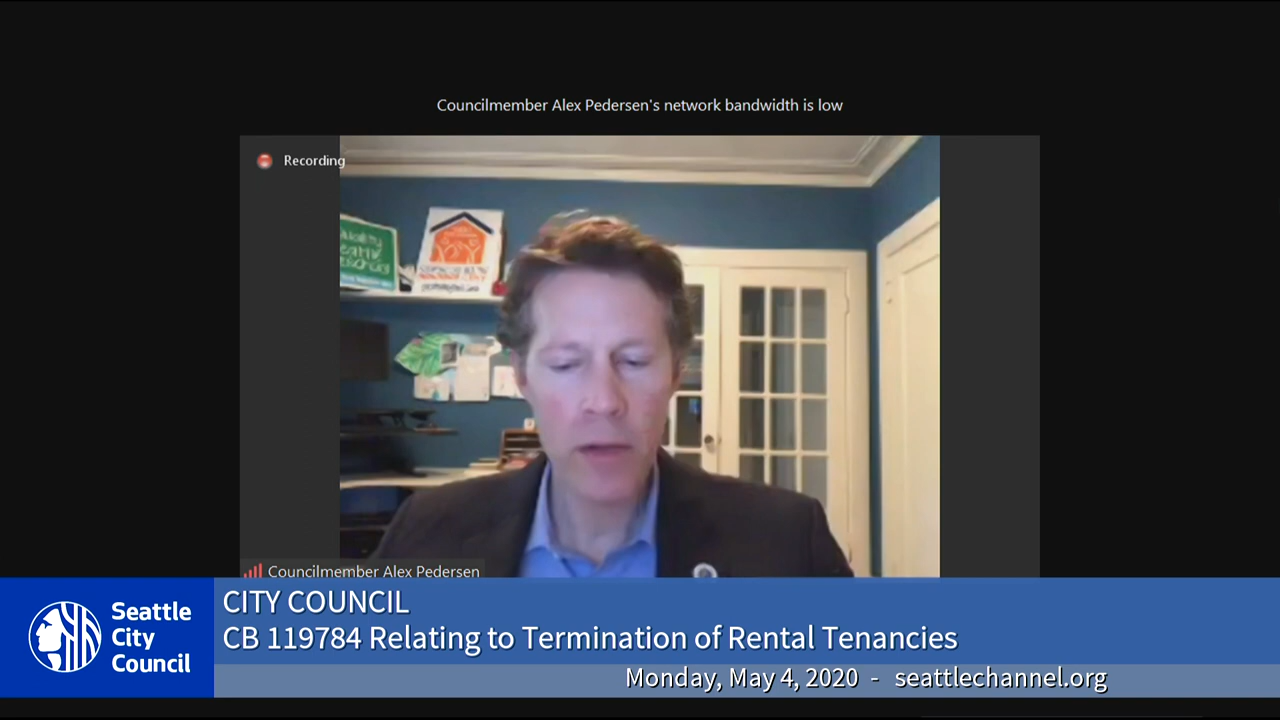 Councilmember Alex Pedersen's network bandwidth is low
Recording
Councilmember Alex Pedersen
Seattle
City
Council
CITY COUNCIL
CB 119784 Relating to Termination of Rental Tenancies
Monday, May 4, 2020 - seattlechannel.org